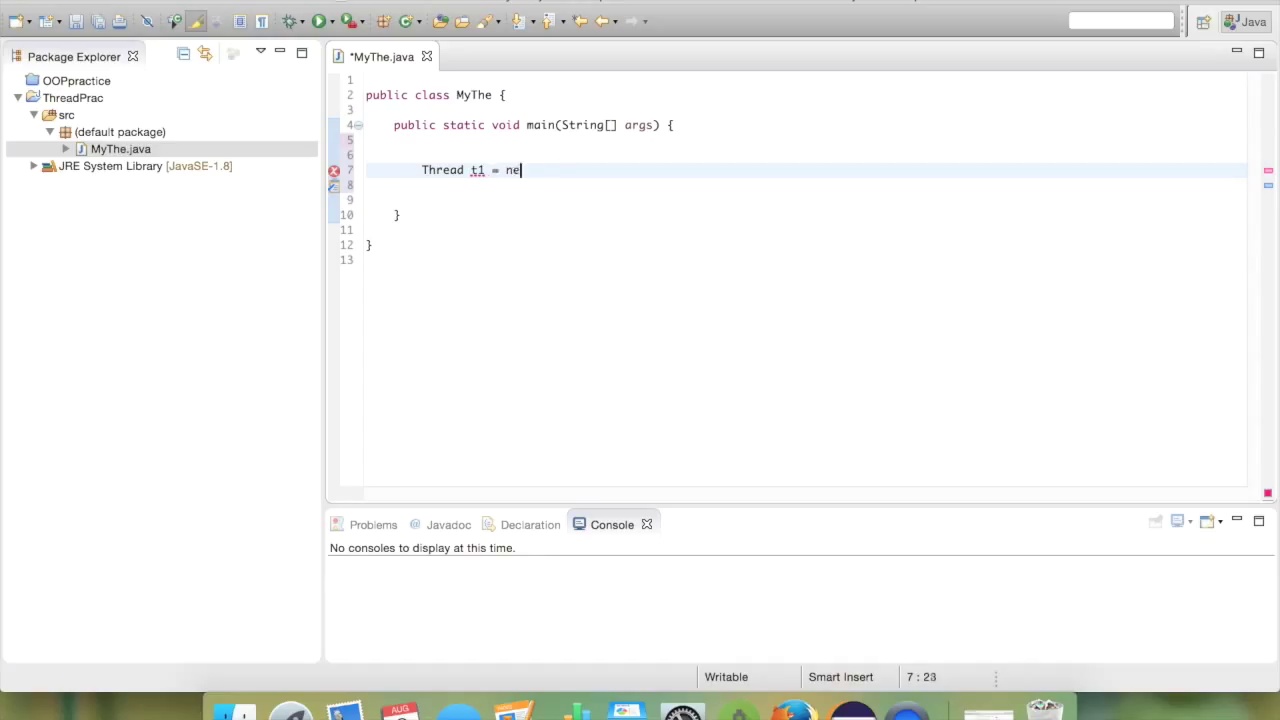 Java
Package Explorer
*MyThe.java
OOPpractice
ThreadPrac
src
(default package)
MyThe.java
JRE System Library [JavaSE-1.8]
1
2 public class MyThe {
3
4 public static void main(String[] args) {
5
6
7 Thread t1 = ne
8
9
10 }
11
12 }
13
Problems @ Javadoc Declaration Console
No consoles to display at this time.
Writable Smart Insert 7 : 23
AUG